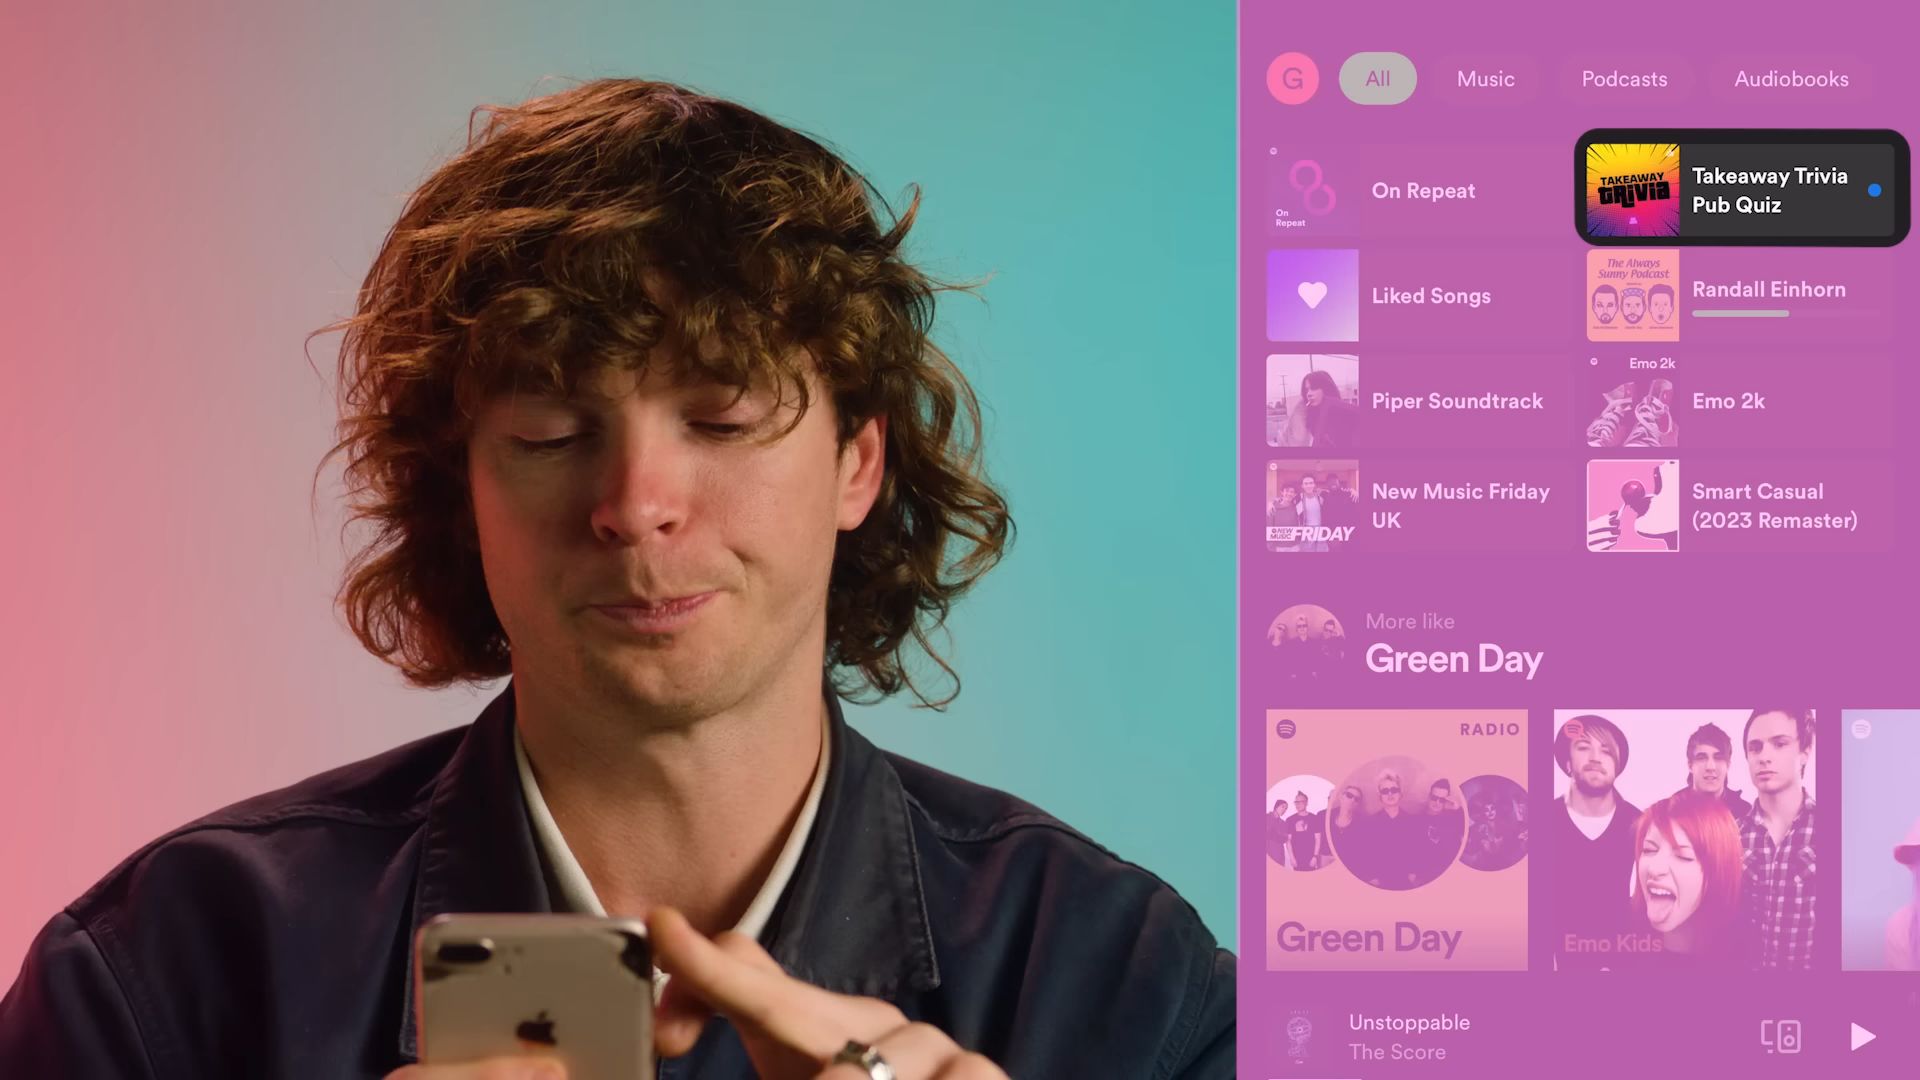 G
All
Music
Podcasts
Audiobooks
On
Repeat
On Repeat
TAKEAWAY
TRIVIA
Takeaway Trivia
Pub Quiz
Liked Songs
The Always
Sunny Podcast
Randall Einhorn
Piper Soundtrack
Emo 2k
Emo 2k
NEW
MUSIC
FRIDAY
New Music Friday
UK
Smart Casual
(2023 Remaster)
More like
Green Day
RADIO
Green Day
Emo Kids
Unstoppable
The Score